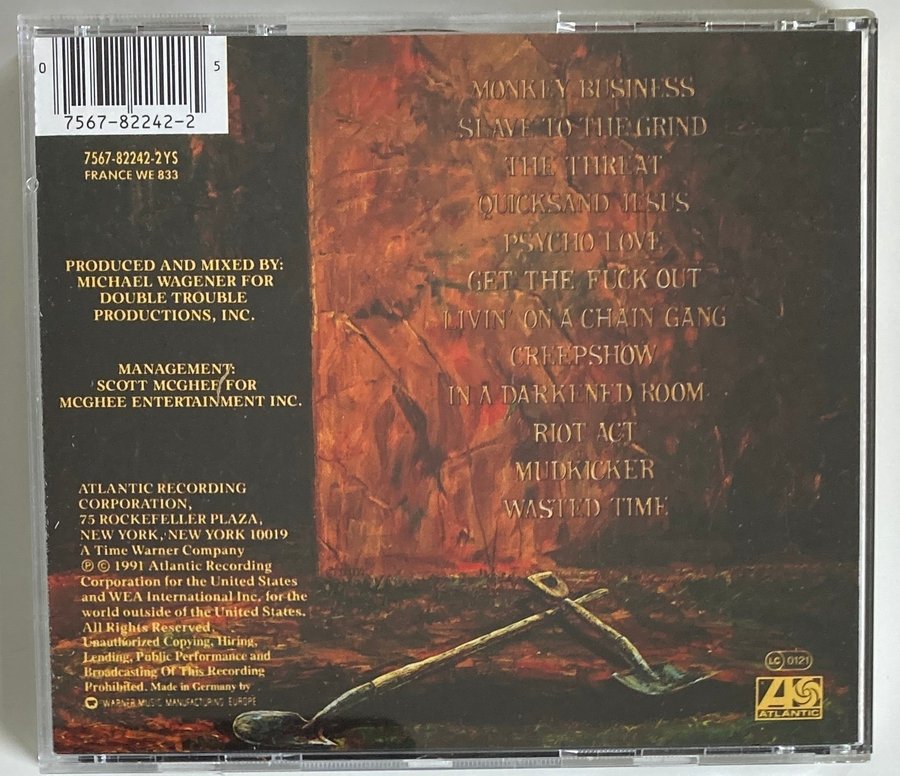 0 5
7567-82242-2
7567-82242-2YS
FRANCE WE 833
PRODUCED AND MIXED BY:
MICHAEL WAGENER FOR
DOUBLE TROUBLE
PRODUCTIONS, INC.
MANAGEMENT:
SCOTT MCGHEE FOR
MCGHEE ENTERTAINMENT INC.
ATLANTIC RECORDING
CORPORATION,
75 ROCKEFELLER PLAZA,
NEW YORK, NEW YORK 10019
A Time Warner Company
℗ © 1991 Atlantic Recording
Corporation for the United States
and WEA International Inc. for the
world outside of the United States.
All Rights Reserved.
Unauthorized Copying, Hiring,
Lending, Public Performance and
Broadcasting Of This Recording
Prohibited. Made in Germany by
WARNER MUSIC MANUFACTURING EUROPE
MONKEY BUSINESS
SLAVE TO THE GRIND
THE THREAT
QUICKSAND JESUS
PSYCHO LOVE
GET THE FUCK OUT
LIVIN' ON A CHAIN GANG
CREEPSHOW
IN A DARKENED ROOM
RIOT ACT
MUDKICKER
WASTED TIME
LC 0121
ATLANTIC